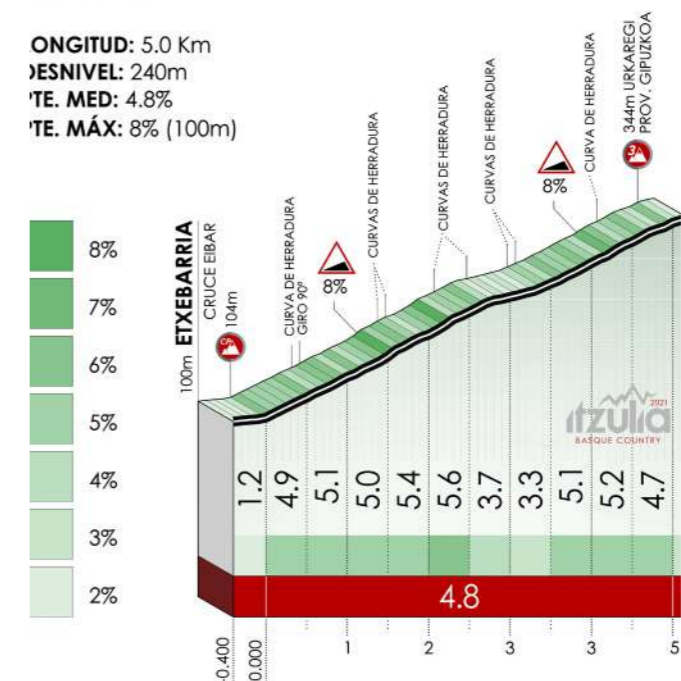 ONGITUD: 5.0 Km
DESNIVEL: 240m
PTE. MED: 4.8%
PTE. MÁX: 8% (100m)
8%
7%
6%
5%
4%
3%
2%
100m
ETXEBARRIA
CRUCE EIBAR
104m
CURVA DE HERRADURA
GIRO 90º
8%
CURVAS DE HERRADURA
CURVAS DE HERRADURA
CURVAS DE HERRADURA
8%
CURVA DE HERRADURA
344m URKAREGI
PROV. GIPUZKOA
3ª
itzulia
2021
BASQUE COUNTRY
1.2
4.9
5.1
5.0
5.4
5.6
3.7
3.3
5.1
5.2
4.7
4.8
-0.400
0.000
1
2
3
3
5